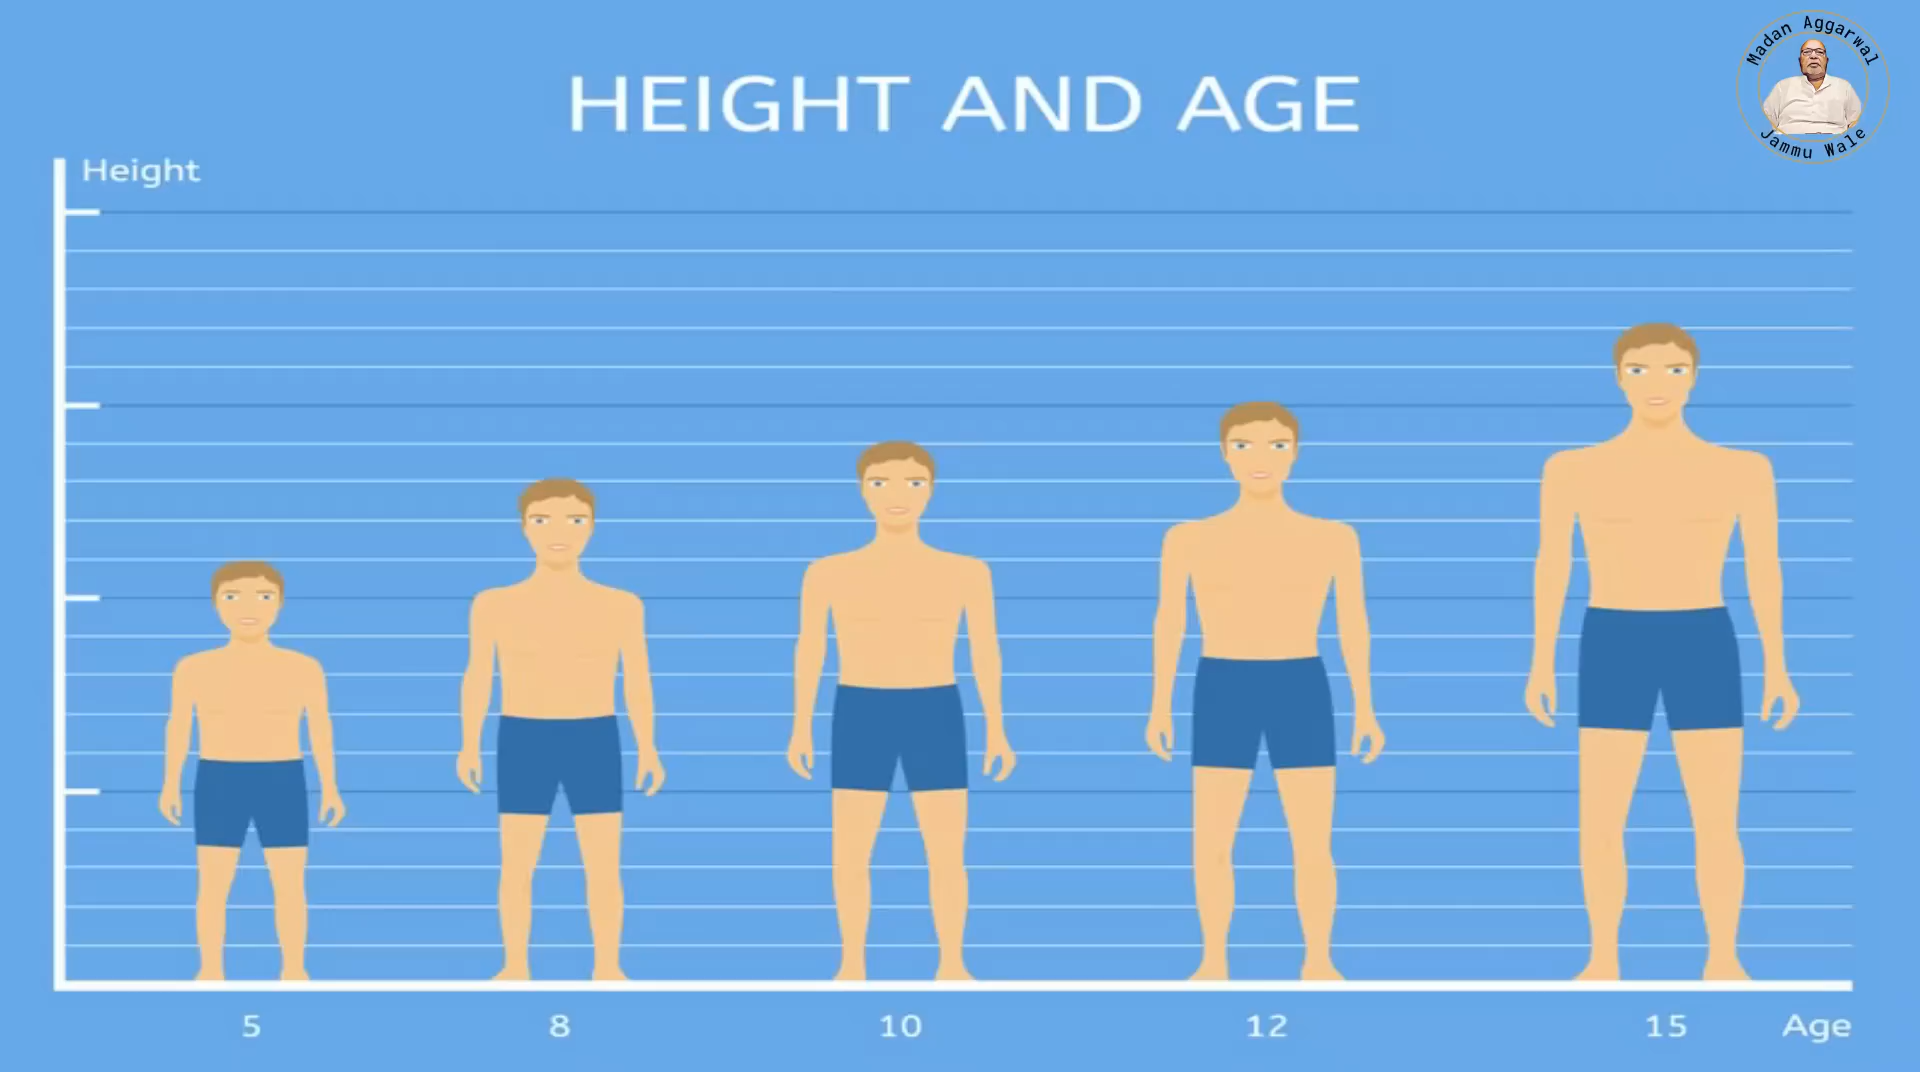 Madan Aggarwal
Jammu Wale
HEIGHT AND AGE
Height
5 8 10 12 15 Age